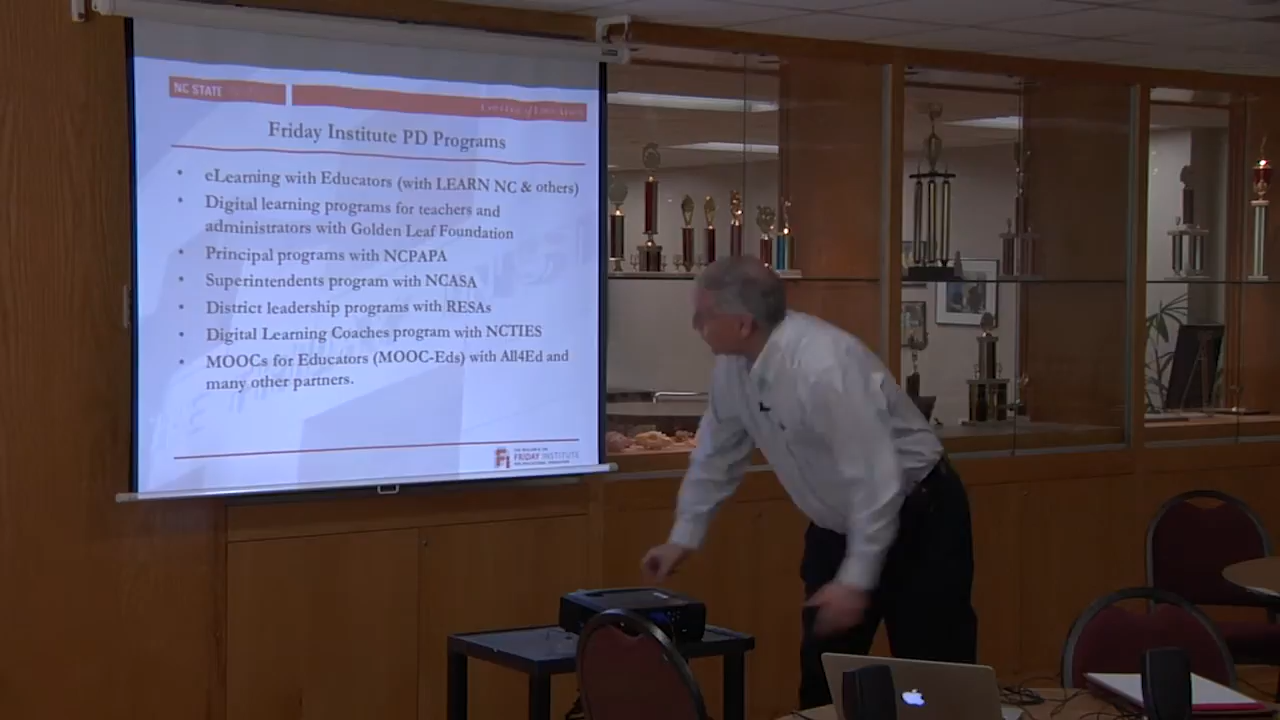 NC STATE
Friday Institute PD Programs
• eLearning with Educators (with LEARN NC & others)
• Digital learning programs for teachers and
administrators with Golden Leaf Foundation
• Principal programs with NCPAPA
• Superintendents program with NCASA
• District leadership programs with RESAs
• Digital Learning Coaches program with NCTIES
• MOOCs for Educators (MOOC-Eds) with All4Ed and
many other partners.
FRIDAY INSTITUTE